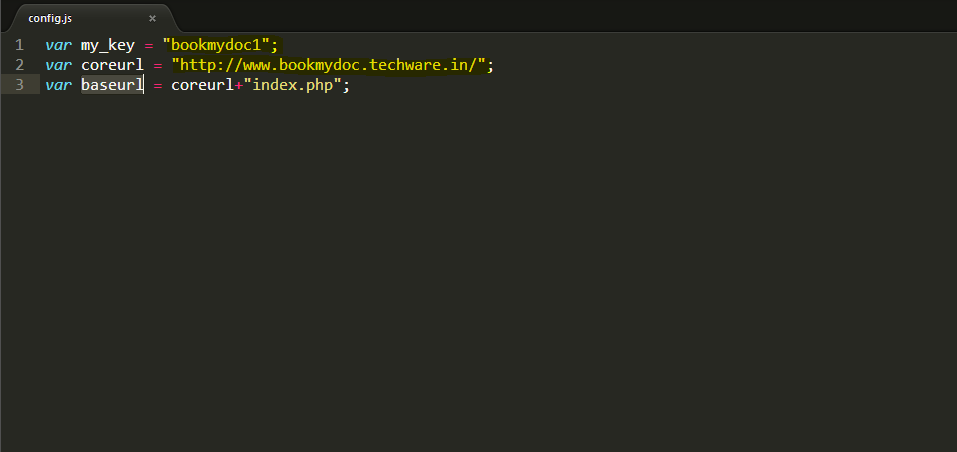 config.js ×
1 var my_key = "bookmydoc1";
2 var coreurl = "http://www.bookmydoc.techware.in/";
3 var baseurl = coreurl+"index.php";